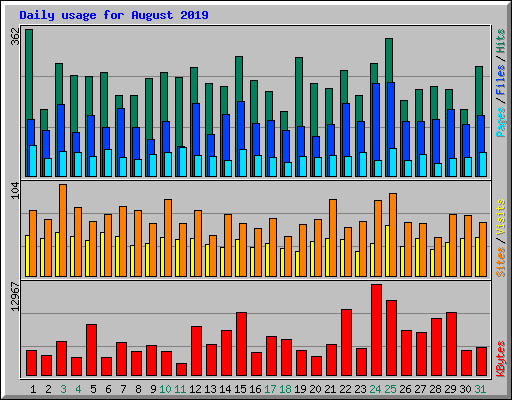 Daily usage for August 2019
362
Pages / Files / Hits
104
Sites / Visits
12967
KBytes
1 2 3 4 5 6 7 8 9 10 11 12 13 14 15 16 17 18 19 20 21 22 23 24 25 26 27 28 29 30 31